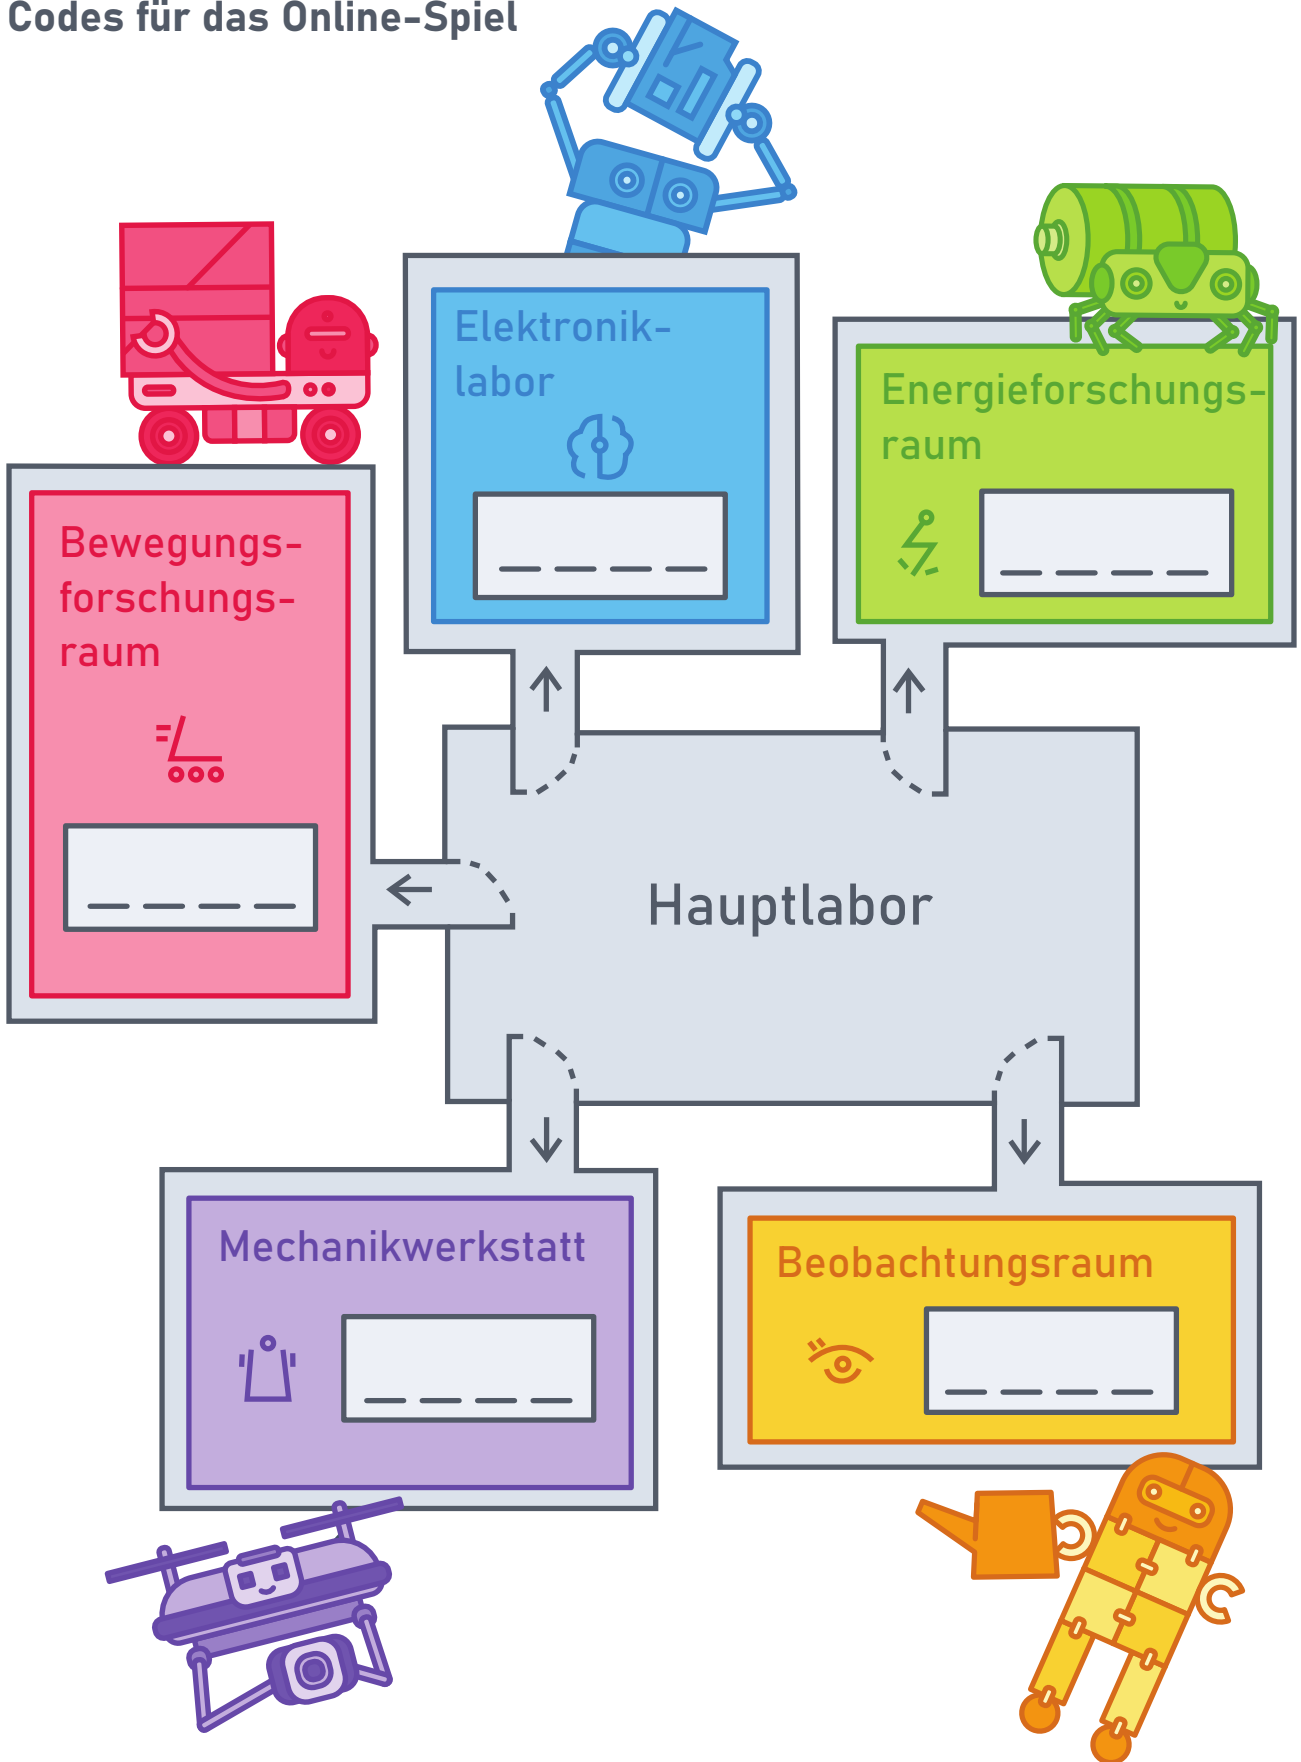 Codes für das Online-Spiel
Elektronik-
labor
Energieforschungs-
raum
Bewegungs-
forschungs-
raum
Hauptlabor
Mechanikwerkstatt
Beobachtungsraum